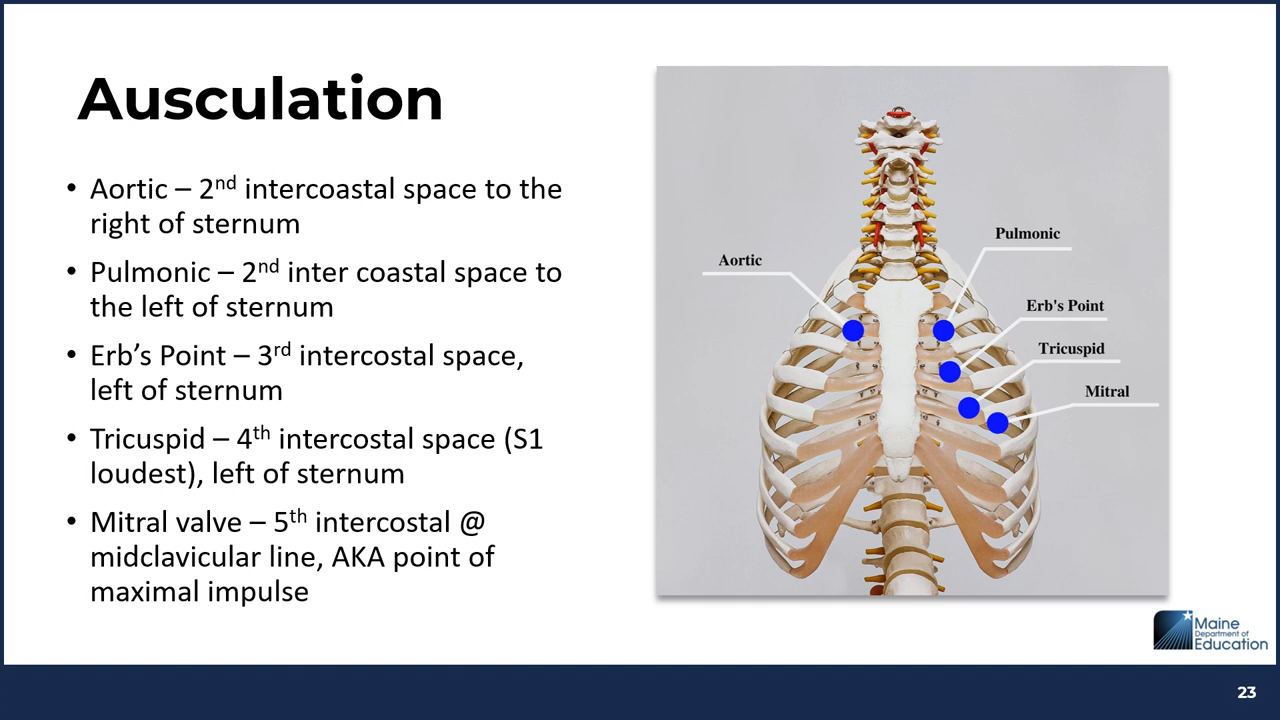 Ausculation
• Aortic – 2nd intercoastal space to the
right of sternum
• Pulmonic – 2nd inter coastal space to
the left of sternum
• Erb’s Point – 3rd intercostal space,
left of sternum
• Tricuspid – 4th intercostal space (S1
loudest), left of sternum
• Mitral valve – 5th intercostal @
midclavicular line, AKA point of
maximal impulse
Pulmonic
Aortic
Erb's Point
Tricuspid
Mitral
Maine
Department of
Education
23